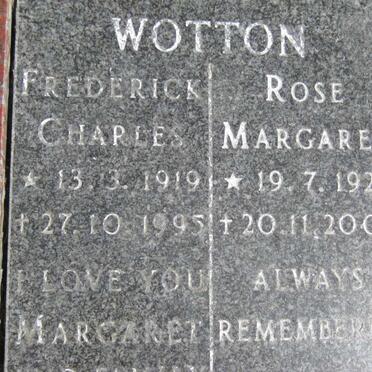 WOTTON
FREDERICK
CHARLES
★ 13.3.1919
† 27.10.1995
I LOVE YOU
MARGARET
ROSE
MARGARE
★ 19.7.192
† 20.11.200
ALWAYS
REMEMBER